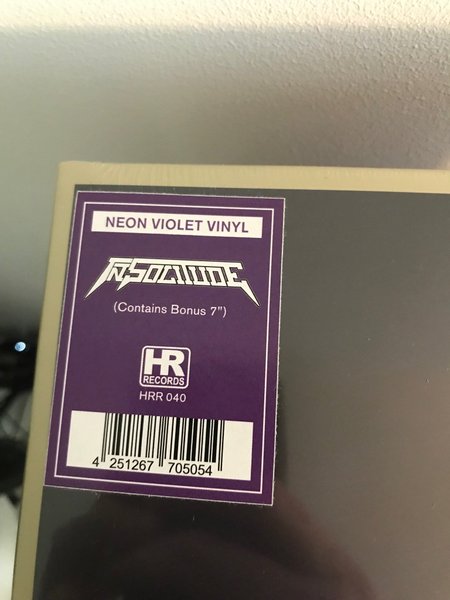 NEON VIOLET VINYL
IN SOLITUDE
(Contains Bonus 7")
HR
RECORDS
HRR 040
4 251267 705054